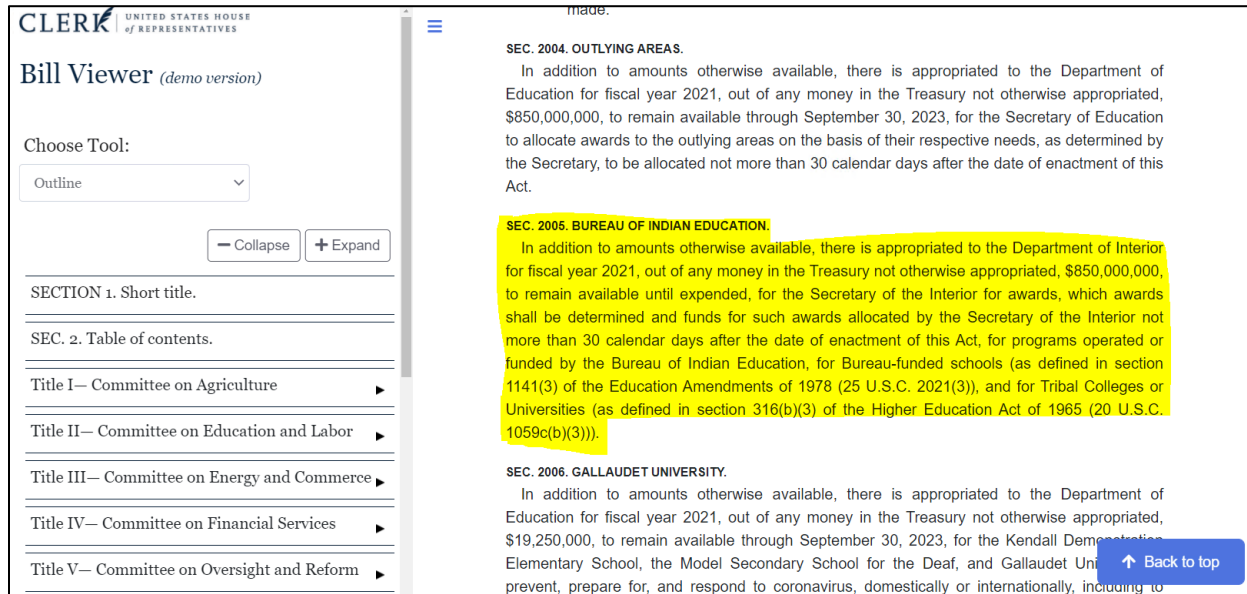 CLERK UNITED STATES HOUSE
of REPRESENTATIVES
Bill Viewer (demo version)
Choose Tool:
Outline
− Collapse + Expand
SECTION 1. Short title.
SEC. 2. Table of contents.
Title I— Committee on Agriculture
Title II— Committee on Education and Labor
Title III— Committee on Energy and Commerce
Title IV— Committee on Financial Services
Title V— Committee on Oversight and Reform
made.
SEC. 2004. OUTLYING AREAS.
In addition to amounts otherwise available, there is appropriated to the Department of
Education for fiscal year 2021, out of any money in the Treasury not otherwise appropriated,
$850,000,000, to remain available through September 30, 2023, for the Secretary of Education
to allocate awards to the outlying areas on the basis of their respective needs, as determined by
the Secretary, to be allocated not more than 30 calendar days after the date of enactment of this
Act.
SEC. 2005. BUREAU OF INDIAN EDUCATION.
In addition to amounts otherwise available, there is appropriated to the Department of Interior
for fiscal year 2021, out of any money in the Treasury not otherwise appropriated, $850,000,000,
to remain available until expended, for the Secretary of the Interior for awards, which awards
shall be determined and funds for such awards allocated by the Secretary of the Interior not
more than 30 calendar days after the date of enactment of this Act, for programs operated or
funded by the Bureau of Indian Education, for Bureau-funded schools (as defined in section
1141(3) of the Education Amendments of 1978 (25 U.S.C. 2021(3)), and for Tribal Colleges or
Universities (as defined in section 316(b)(3) of the Higher Education Act of 1965 (20 U.S.C.
1059c(b)(3))).
SEC. 2006. GALLAUDET UNIVERSITY.
In addition to amounts otherwise available, there is appropriated to the Department of
Education for fiscal year 2021, out of any money in the Treasury not otherwise appropriated,
$19,250,000, to remain available through September 30, 2023, for the Kendall Demonstration
Elementary School, the Model Secondary School for the Deaf, and Gallaudet Uni
prevent, prepare for, and respond to coronavirus, domestically or internationally, including to
Back to top